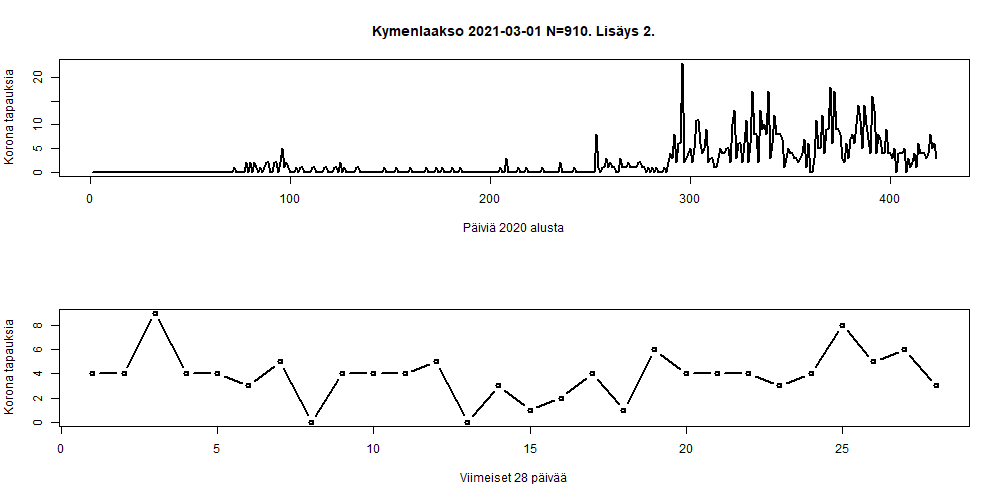 Kymenlaakso 2021-03-01 N=910. Lisäys 2.
Korona tapauksia
20
10
5
0
0 100 200 300 400
Päiviä 2020 alusta
Korona tapauksia
8
6
4
2
0
0 5 10 15 20 25
Viimeiset 28 päivää